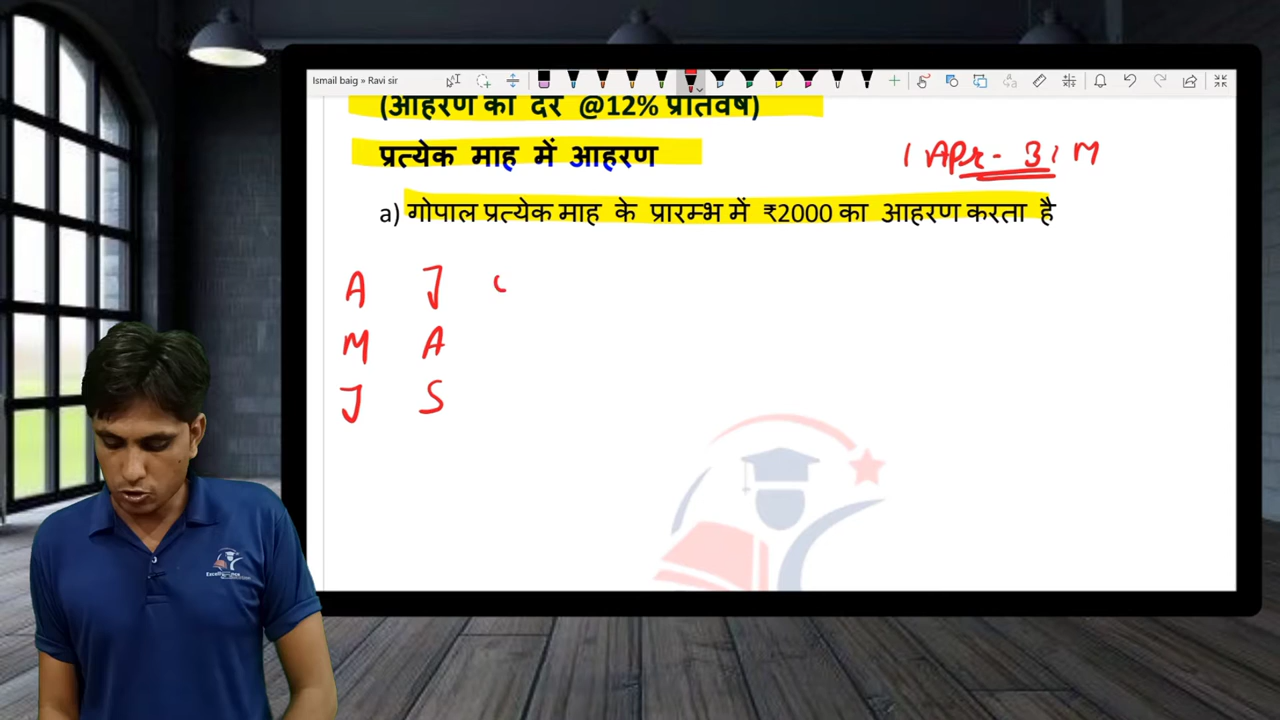 Ismail baig » Ravi sir
(आहरण की दर @12% प्रतिवर्ष)
प्रत्येक माह में आहरण
1 Apr - 31 M
a) गोपाल प्रत्येक माह के प्रारम्भ में ₹2000 का आहरण करता है
A J
M A
J S